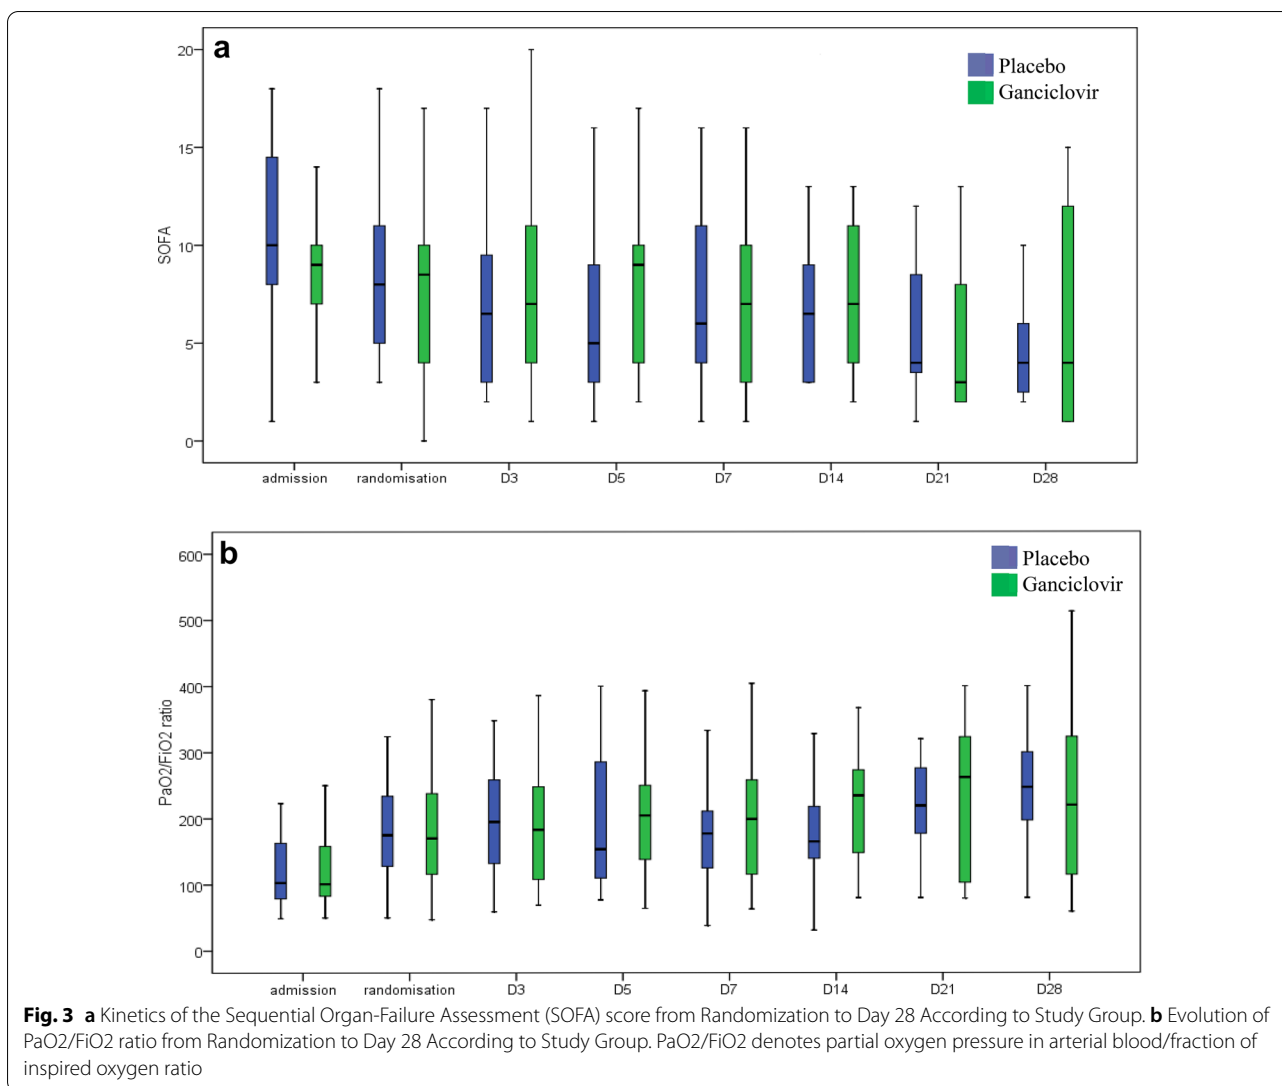 a
Placebo
Ganciclovir
SOFA
20
15
10
5
0
admission randomisation D3 D5 D7 D14 D21 D28
b
Placebo
Ganciclovir
PaO2/FiO2 ratio
600
500
400
300
200
100
0
admission randomisation D3 D5 D7 D14 D21 D28
Fig. 3 a Kinetics of the Sequential Organ-Failure Assessment (SOFA) score from Randomization to Day 28 According to Study Group. b Evolution of
PaO2/FiO2 ratio from Randomization to Day 28 According to Study Group. PaO2/FiO2 denotes partial oxygen pressure in arterial blood/fraction of
inspired oxygen ratio